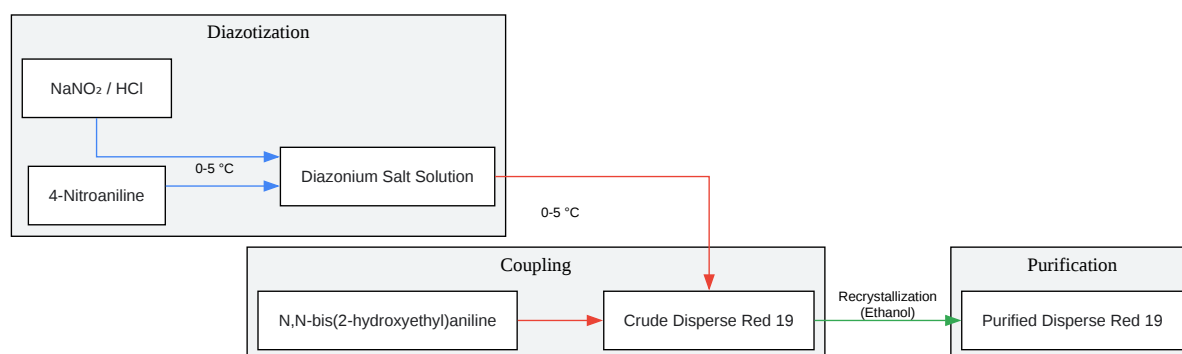 Diazotization
NaNO₂ / HCl
0-5 °C
4-Nitroaniline
Diazonium Salt Solution
0-5 °C
Coupling
N,N-bis(2-hydroxyethyl)aniline
Crude Disperse Red 19
Recrystallization
(Ethanol)
Purification
Purified Disperse Red 19